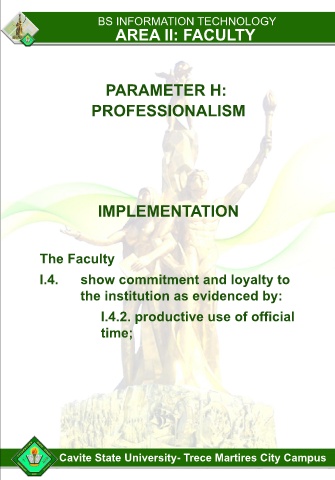 BS INFORMATION TECHNOLOGY
AREA II: FACULTY
PARAMETER H:
PROFESSIONALISM
IMPLEMENTATION
The Faculty
I.4. show commitment and loyalty to
the institution as evidenced by:
I.4.2. productive use of official
time;
Cavite State University- Trece Martires City Campus